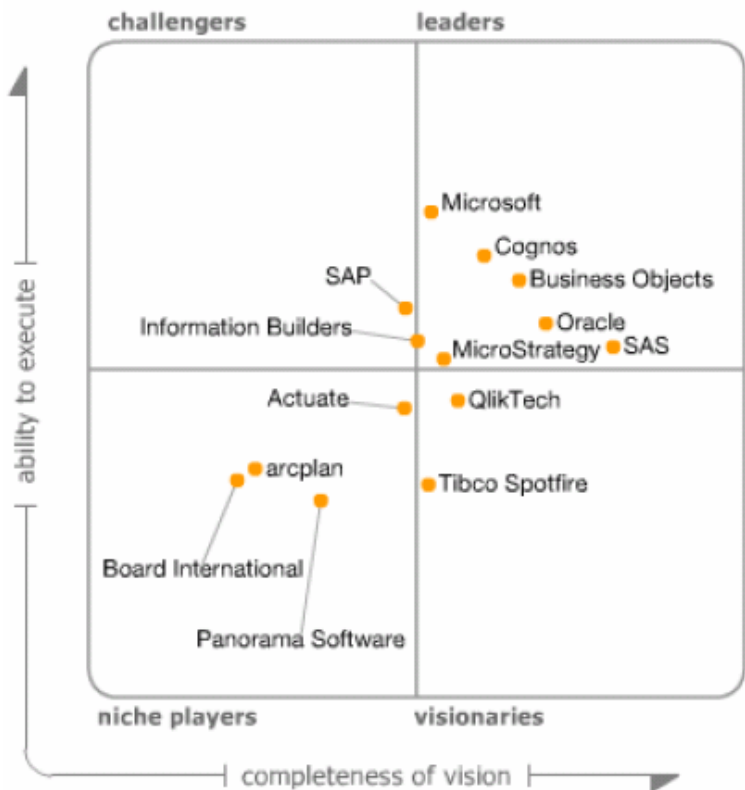 challengers
leaders
Microsoft
Cognos
SAP
Business Objects
Information Builders
Oracle
MicroStrategy
SAS
Actuate
QlikTech
arcplan
Tibco Spotfire
Board International
Panorama Software
niche players
visionaries
ability to execute
completeness of vision